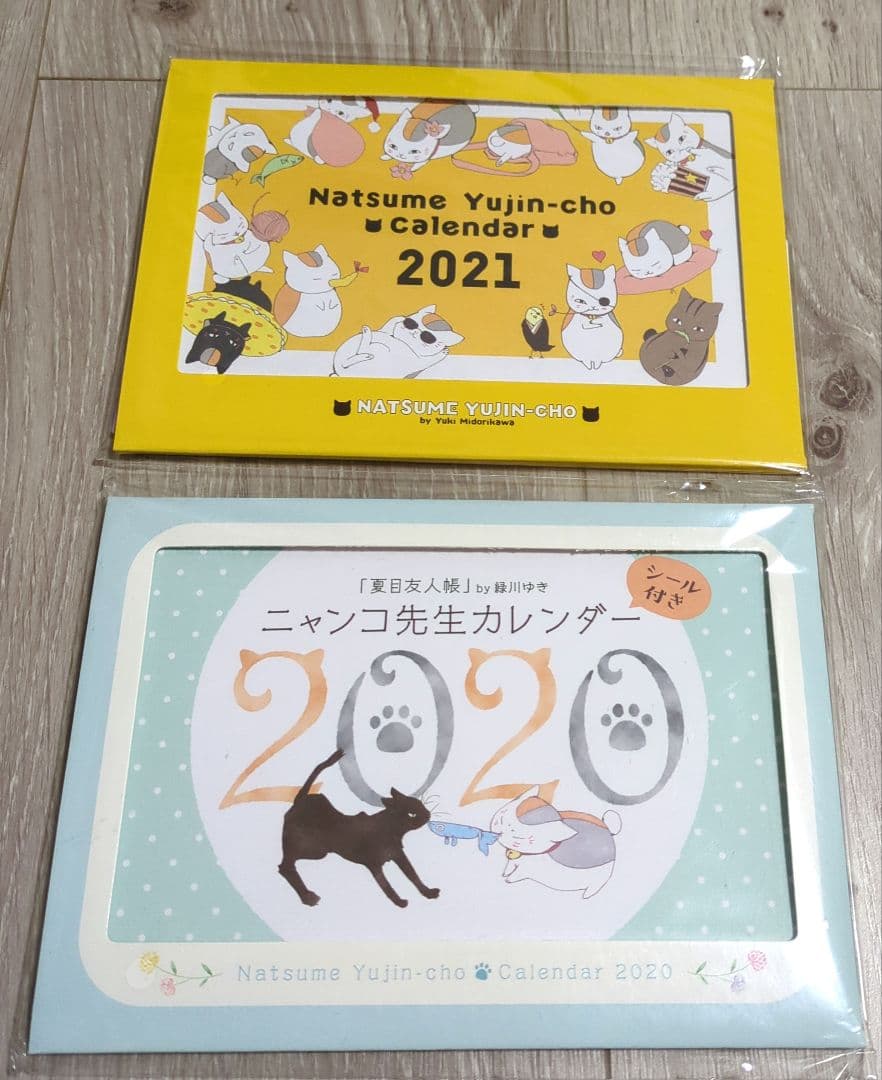 Natsume Yujin-cho
Calendar
2021
NATSUME YUJIN-CHO
by Yuki Midorikawa
「夏目友人帳」by 緑川ゆき
シール
付き
ニャンコ先生カレンダー
2020
Natsume Yujin-cho Calendar 2020